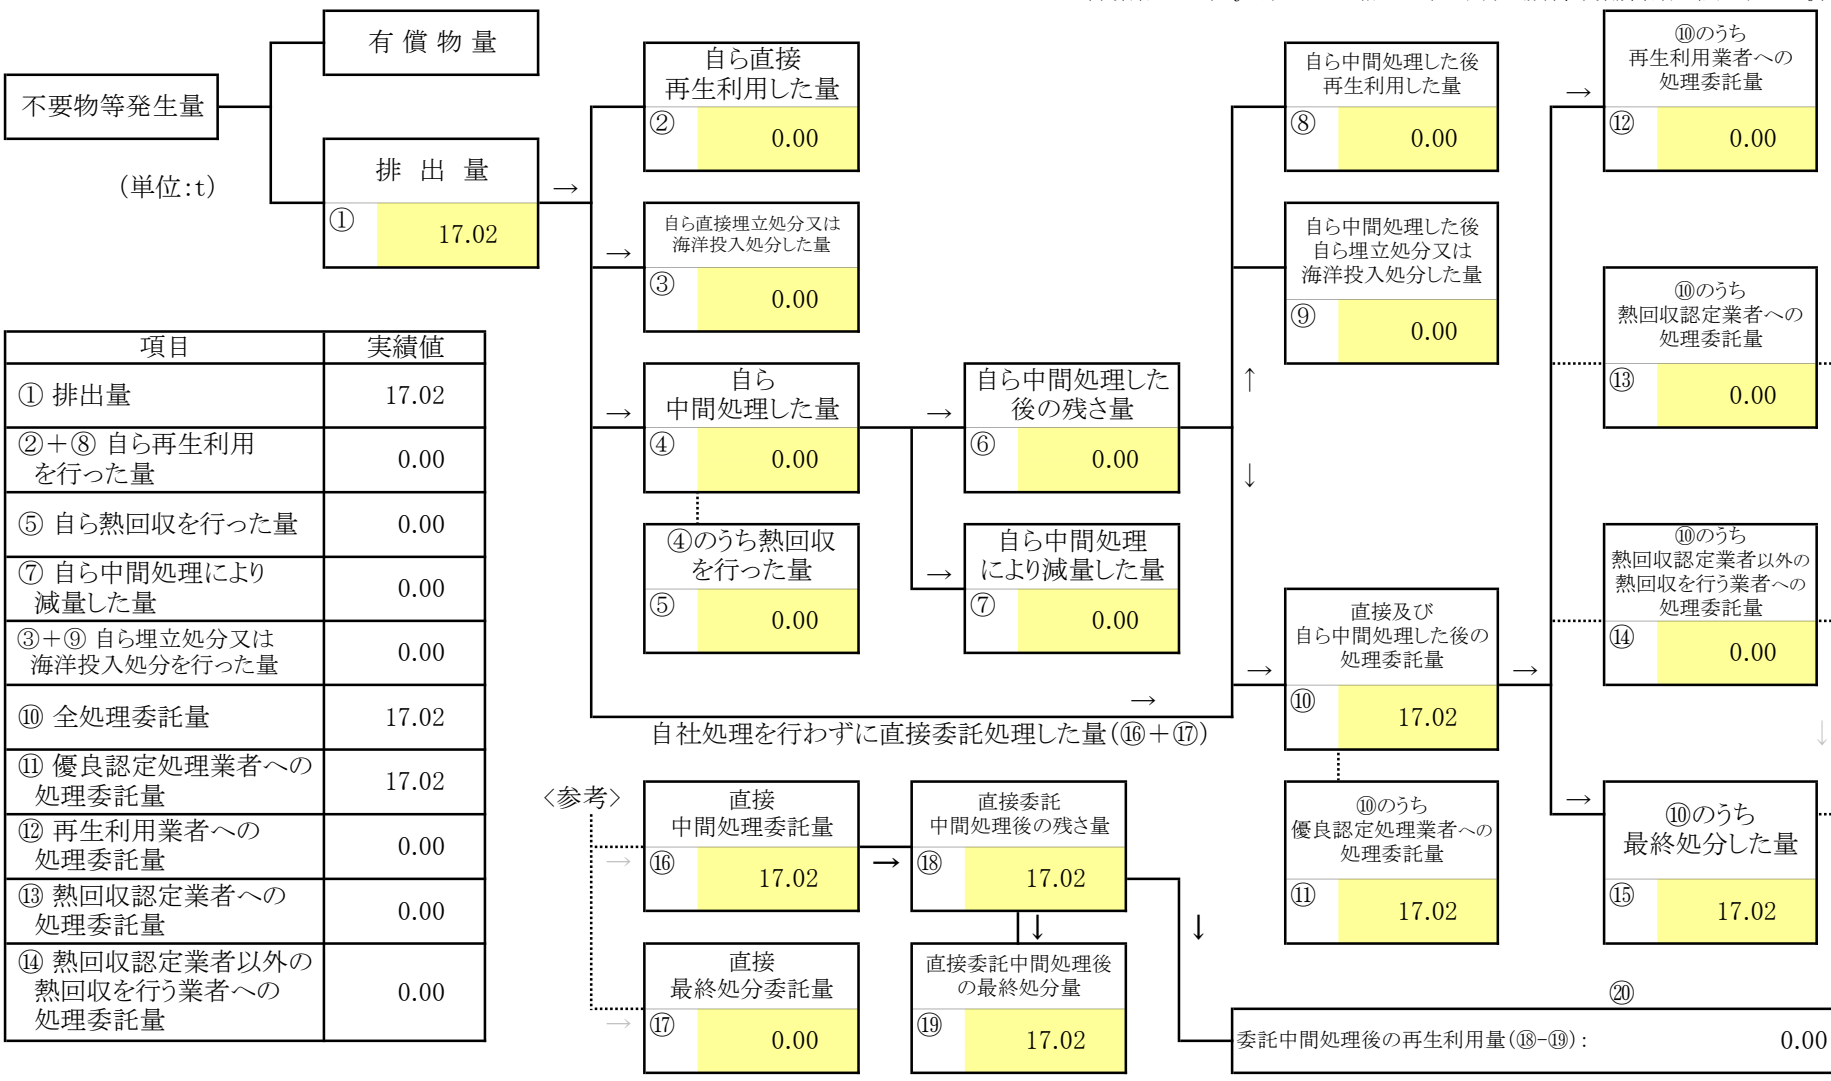 有 償 物 量
不要物等発生量
(単位:t)
排 出 量
→
① 17.02
自ら直接
再生利用した量
② 0.00
自ら直接埋立処分又は
海洋投入処分した量
→
③ 0.00
自ら
中間処理した量
→
④ 0.00
④のうち熱回収
を行った量
⑤ 0.00
→
自ら中間処理した
後の残さ量
⑥ 0.00
自ら中間処理
により減量した量
→
⑦ 0.00
自ら中間処理した後
再生利用した量
⑧ 0.00
自ら中間処理した後
自ら埋立処分又は
海洋投入処分した量
⑨ 0.00
↑
↓
直接及び
自ら中間処理した後の
処理委託量
→
→
⑩ 17.02
⑩のうち
優良認定処理業者への
処理委託量
⑪ 17.02
⑩のうち
再生利用業者への
処理委託量
→
⑫ 0.00
⑩のうち
熱回収認定業者への
処理委託量
⑬ 0.00
⑩のうち
熱回収認定業者以外の
熱回収を行う業者への
処理委託量
⑭ 0.00
↓
→
⑩のうち
最終処分した量
⑮ 17.02
→
自社処理を行わずに直接委託処理した量(⑯+⑰)
〈参考〉
直接
中間処理委託量
→
⑯ 17.02
→
直接委託
中間処理後の残さ量
⑱ 17.02
↓
↓
直接
最終処分委託量
→
⑰ 0.00
直接委託中間処理後
の最終処分量
⑲ 17.02
⑳
委託中間処理後の再生利用量(⑱-⑲): 0.00
項目 実績値
① 排出量 17.02
②+⑧ 自ら再生利用
を行った量 0.00
⑤ 自ら熱回収を行った量 0.00
⑦ 自ら中間処理により
減量した量 0.00
③+⑨ 自ら埋立処分又は
海洋投入処分を行った量 0.00
⑩ 全処理委託量 17.02
⑪ 優良認定処理業者への
処理委託量 17.02
⑫ 再生利用業者への
処理委託量 0.00
⑬ 熱回収認定業者への
処理委託量 0.00
⑭ 熱回収認定業者以外の
熱回収を行う業者への
処理委託量 0.00